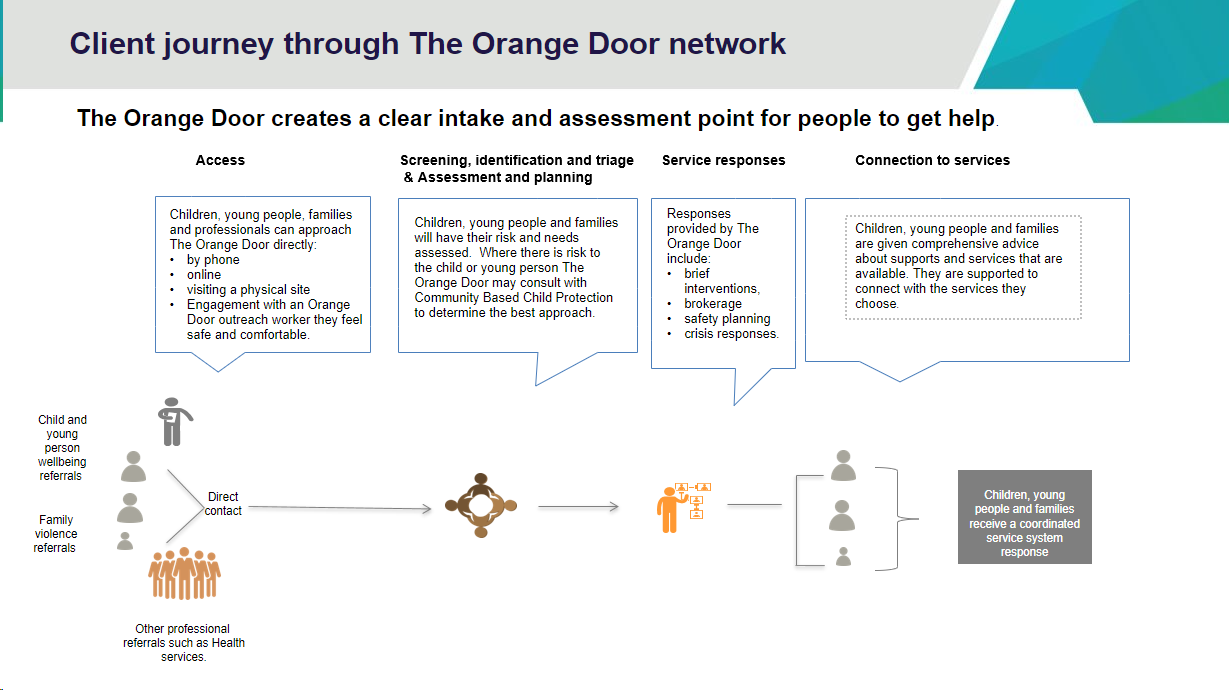 Client journey through The Orange Door network
The Orange Door creates a clear intake and assessment point for people to get help.
Access
Children, young people, families
and professionals can approach
The Orange Door directly:
• by phone
• online
• visiting a physical site
• Engagement with an Orange
Door outreach worker they feel
safe and comfortable.
Screening, identification and triage
& Assessment and planning
Children, young people and families
will have their risk and needs
assessed.  Where there is risk to
the child or young person The
Orange Door may consult with
Community Based Child Protection
to determine the best approach.
Service responses
Responses
provided by The
Orange Door
include:
• brief
interventions,
• brokerage
• safety planning
• crisis responses.
Connection to services
Children, young people and families
are given comprehensive advice
about supports and services that are
available. They are supported to
connect with the services they
choose.
Child and
young
person
wellbeing
referrals
Family
violence
referrals
Direct
contact
Other professional
referrals such as Health
services.
Children, young
people and families
receive a coordinated
service system
response